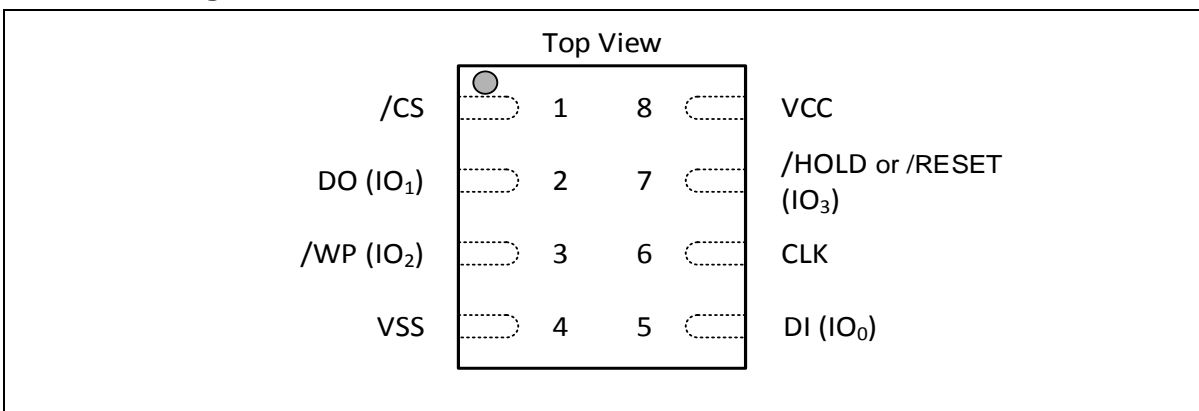 Top View
/CS 1 8 VCC
DO (IO₁) 2 7 /HOLD or /RESET
(IO₃)
/WP (IO₂) 3 6 CLK
VSS 4 5 DI (IO₀)